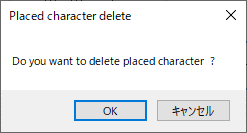 Placed character delete
Do you want to delete placed character ?
OK
キャンセル